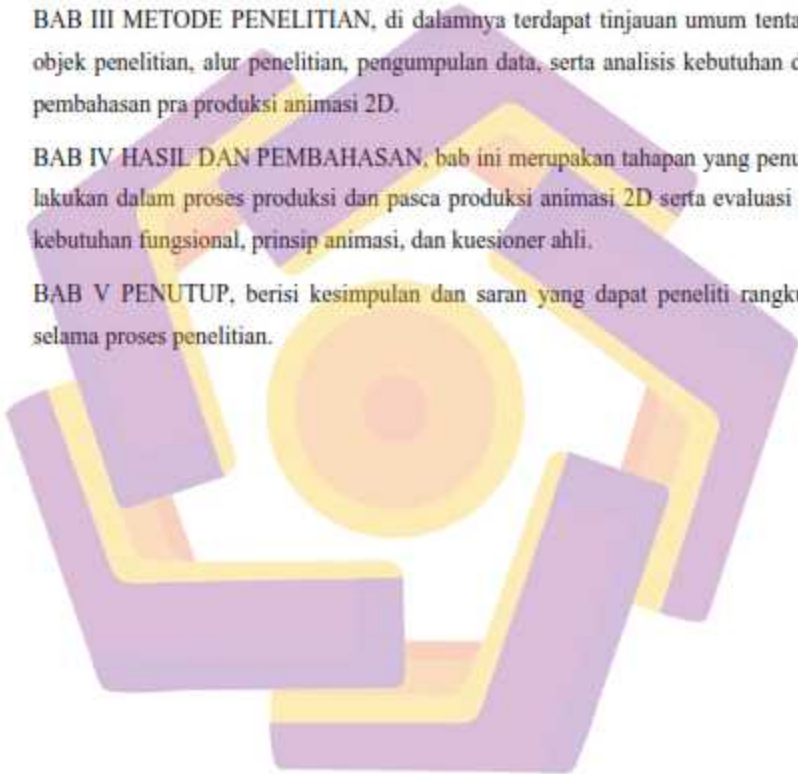 BAB III METODE PENELITIAN, di dalamnya terdapat tinjauan umum tenta
objek penelitian, alur penelitian, pengumpulan data, serta analisis kebutuhan d
pembahasan pra produksi animasi 2D.
BAB IV HASIL DAN PEMBAHASAN, bab ini merupakan tahapan yang penu
lakukan dalam proses produksi dan pasca produksi animasi 2D serta evaluasi
kebutuhan fungsional, prinsip animasi, dan kuesioner ahli.
BAB V PENUTUP, berisi kesimpulan dan saran yang dapat peneliti rangku
selama proses penelitian.